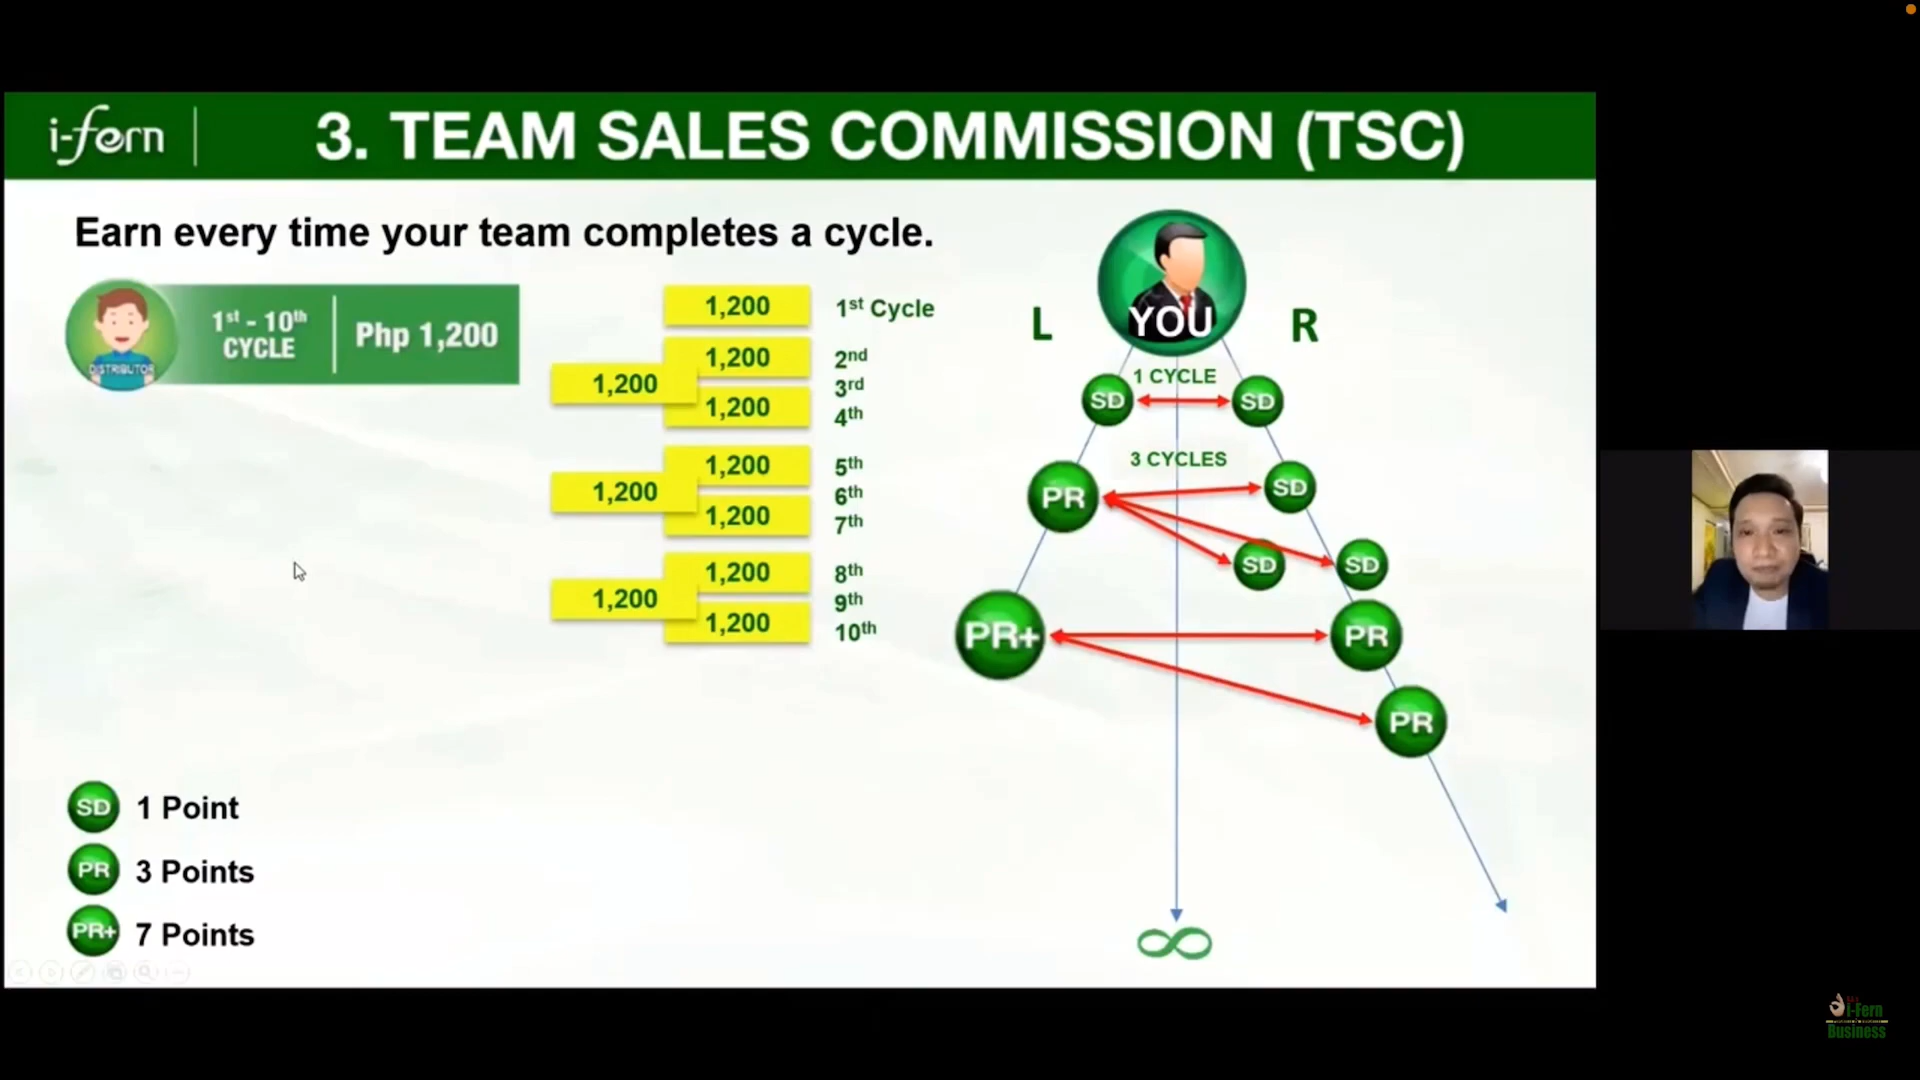 i-fern
3. TEAM SALES COMMISSION (TSC)
Earn every time your team completes a cycle.
DISTRIBUTOR
1st - 10th
CYCLE
Php 1,200
1,200 1st Cycle
1,200 2nd
1,200 3rd
1,200 4th
1,200 5th
1,200 6th
1,200 7th
1,200 8th
1,200 9th
1,200 10th
YOU
L R
1 CYCLE
SD SD
3 CYCLES
PR SD
SD SD
PR+ PR
PR
∞
SD 1 Point
PR 3 Points
PR+ 7 Points
i-Fern
Business